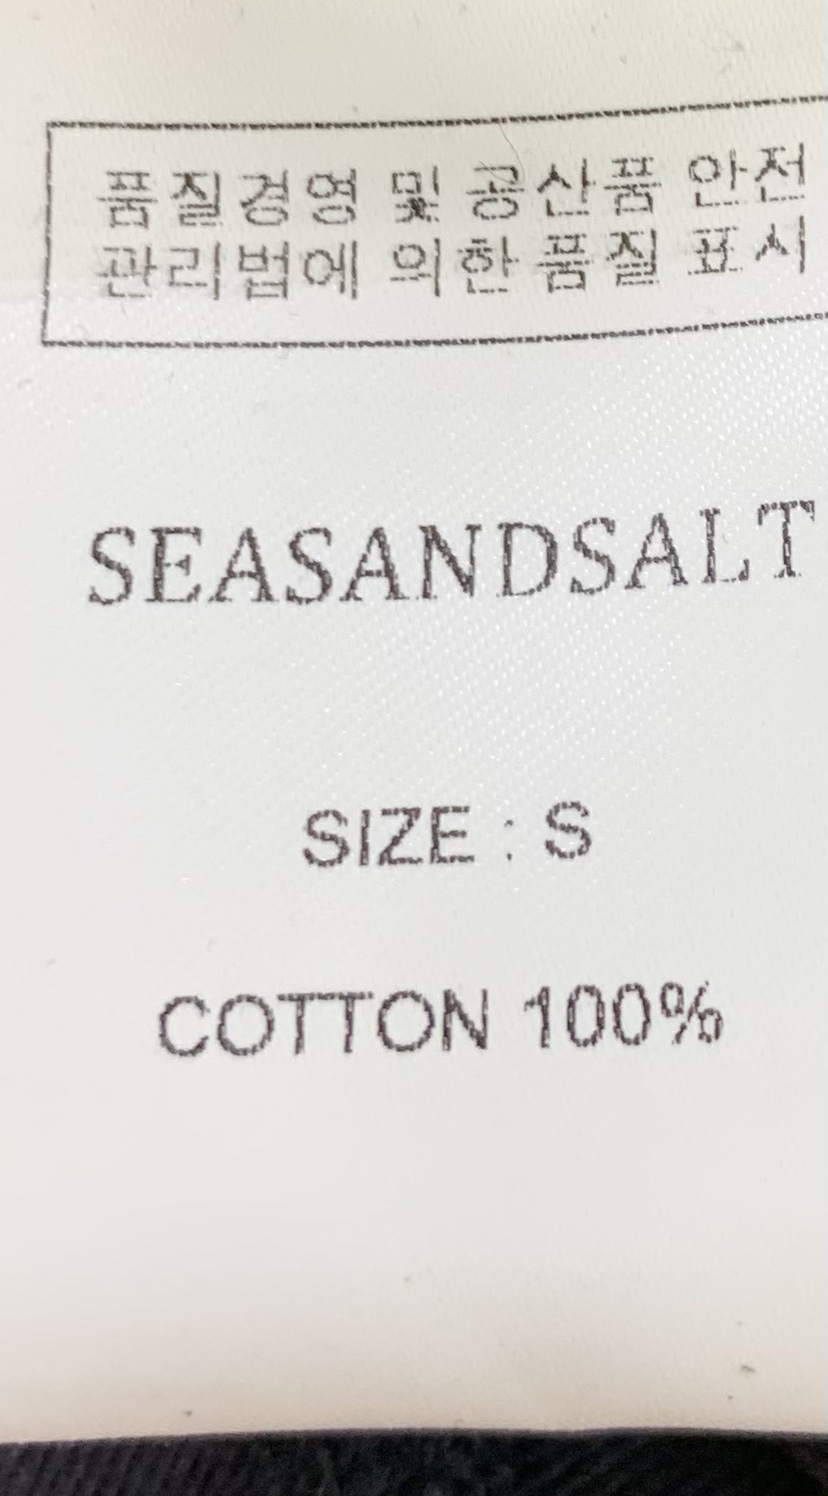 품질경영 및 공산품 안전
관리법에 의한 품질 표시
SEASANDSALT
SIZE : S
COTTON 100%